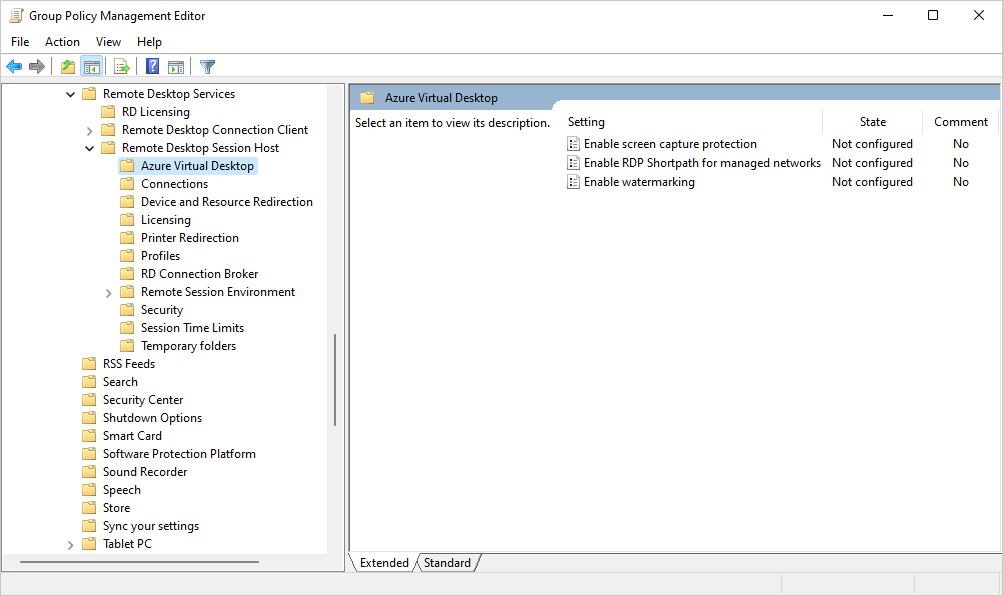 Group Policy Management Editor
File Action View Help
Remote Desktop Services
RD Licensing
Remote Desktop Connection Client
Remote Desktop Session Host
Azure Virtual Desktop
Connections
Device and Resource Redirection
Licensing
Printer Redirection
Profiles
RD Connection Broker
Remote Session Environment
Security
Session Time Limits
Temporary folders
RSS Feeds
Search
Security Center
Shutdown Options
Smart Card
Software Protection Platform
Sound Recorder
Speech
Store
Sync your settings
Tablet PC
Azure Virtual Desktop
Select an item to view its description.
Setting State Comment
Enable screen capture protection Not configured No
Enable RDP Shortpath for managed networks Not configured No
Enable watermarking Not configured No
Extended Standard